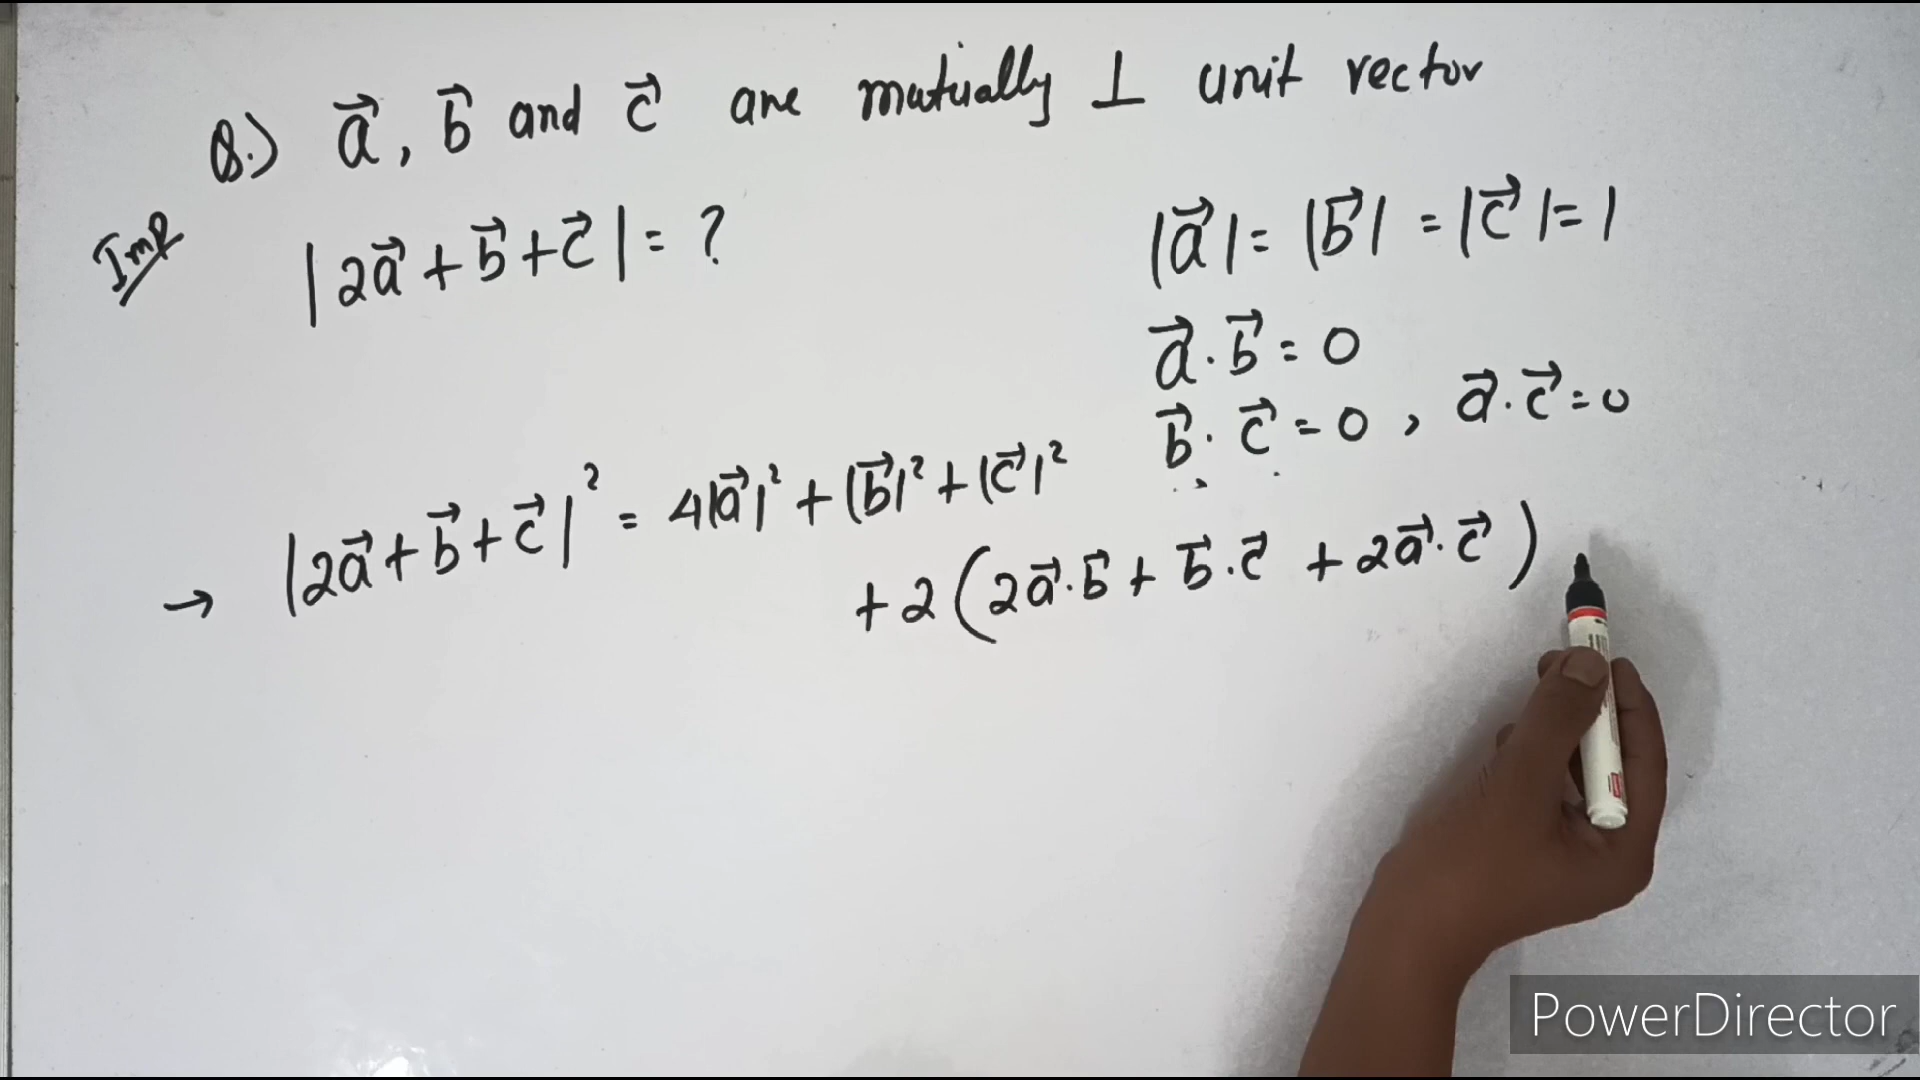 Q.) a⃗, b⃗ and c⃗ are mutually ⊥ unit vector
Imp
|2a⃗ + b⃗ + c⃗| = ?
|a⃗| = |b⃗| = |c⃗| = 1
a⃗ . b⃗ = 0
b⃗ . c⃗ = 0 , a⃗ . c⃗ = 0
→ |2a⃗ + b⃗ + c⃗|² = 4|a⃗|² + |b⃗|² + |c⃗|²
+ 2 (2a⃗ . b⃗ + b⃗ . c⃗ + 2a⃗ . c⃗)
PowerDirector